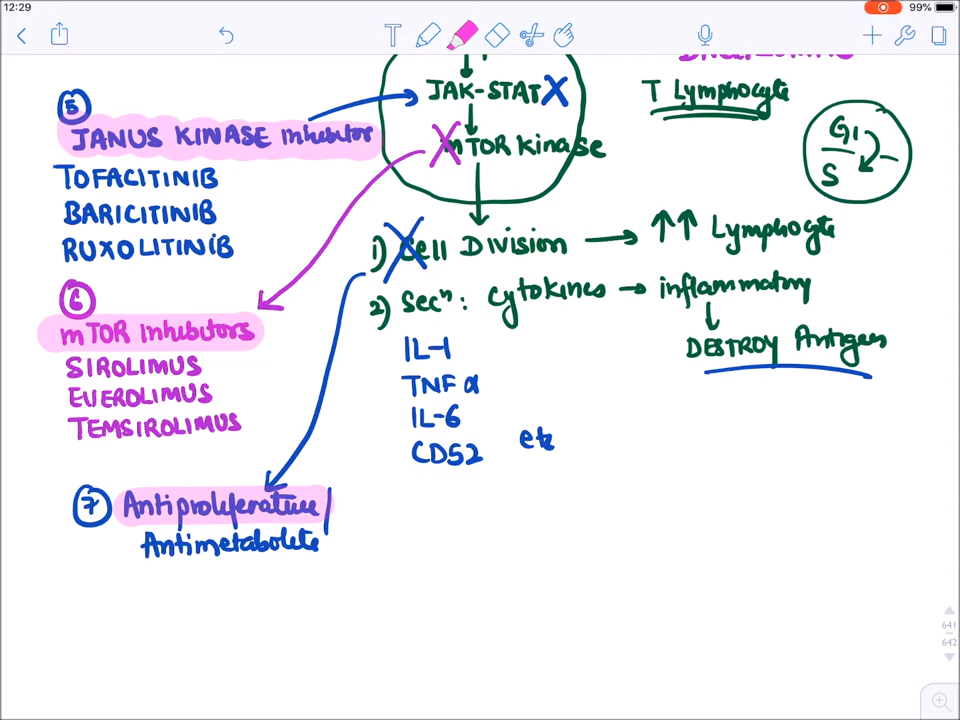 12:29
99%
T
JAK-STAT X
T Lymphocyte
5
JANUS KINASE Inhibitor
mTOR Kinase
G1
S
TOFACITINIB
BARICITINIB
RUXOLITINIB
1) Cell Division → ↑↑ Lymphocyte
2) Secⁿ: Cytokines → inflammatory
DESTROY Antigens
6
mTOR Inhibitors
SIROLIMUS
EVEROLIMUS
TEMSIROLIMUS
IL-1
TNF α
IL-6
CD52 etc
7 Antiproliferative/
Antimetabolite
641
642